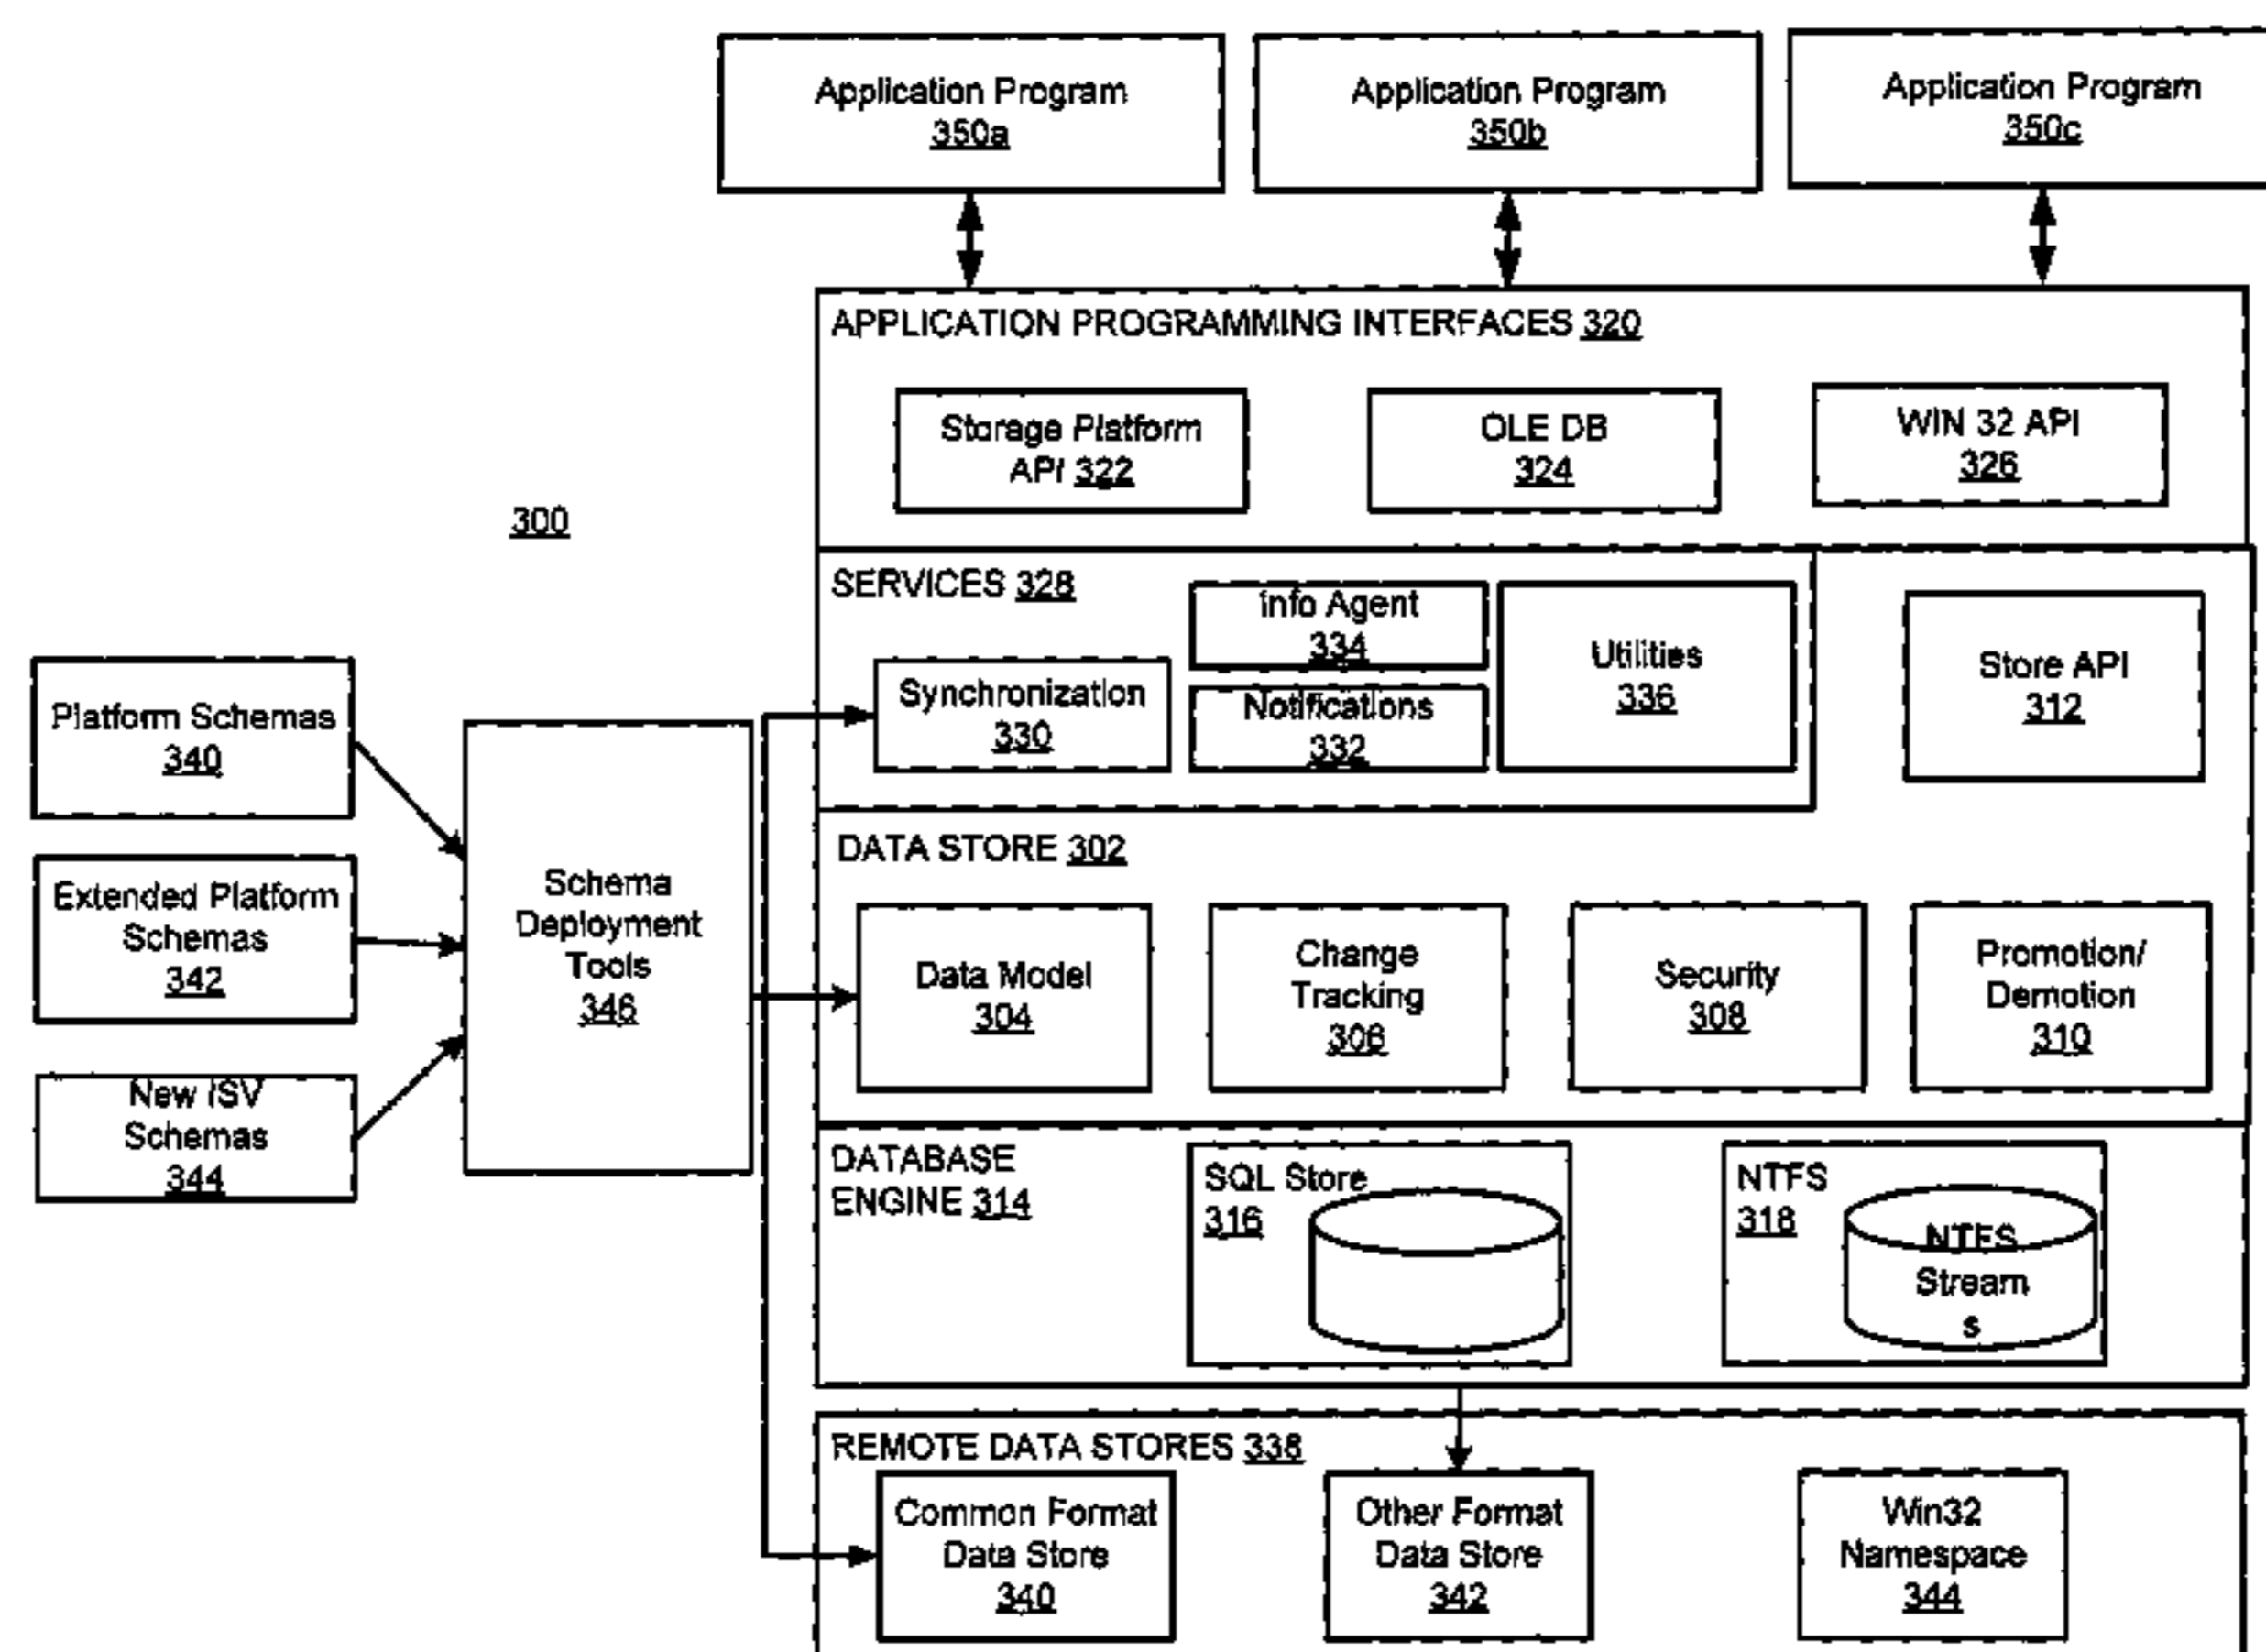 Application Program
350a
Application Program
350b
Application Program
350c
APPLICATION PROGRAMMING INTERFACES 320
Storage Platform
API 322
OLE DB
324
WIN 32 API
326
300
SERVICES 328
Info Agent
334
Utilities
336
Store API
312
Synchronization
330
Notifications
332
Platform Schemas
340
Extended Platform
Schemas
342
New ISV
Schemas
344
Schema
Deployment
Tools
346
DATA STORE 302
Data Model
304
Change
Tracking
306
Security
308
Promotion/
Demotion
310
DATABASE
ENGINE 314
SQL Store
316
NTFS
318
NTFS
Stream
s
REMOTE DATA STORES 338
Common Format
Data Store
340
Other Format
Data Store
342
Win32
Namespace
344